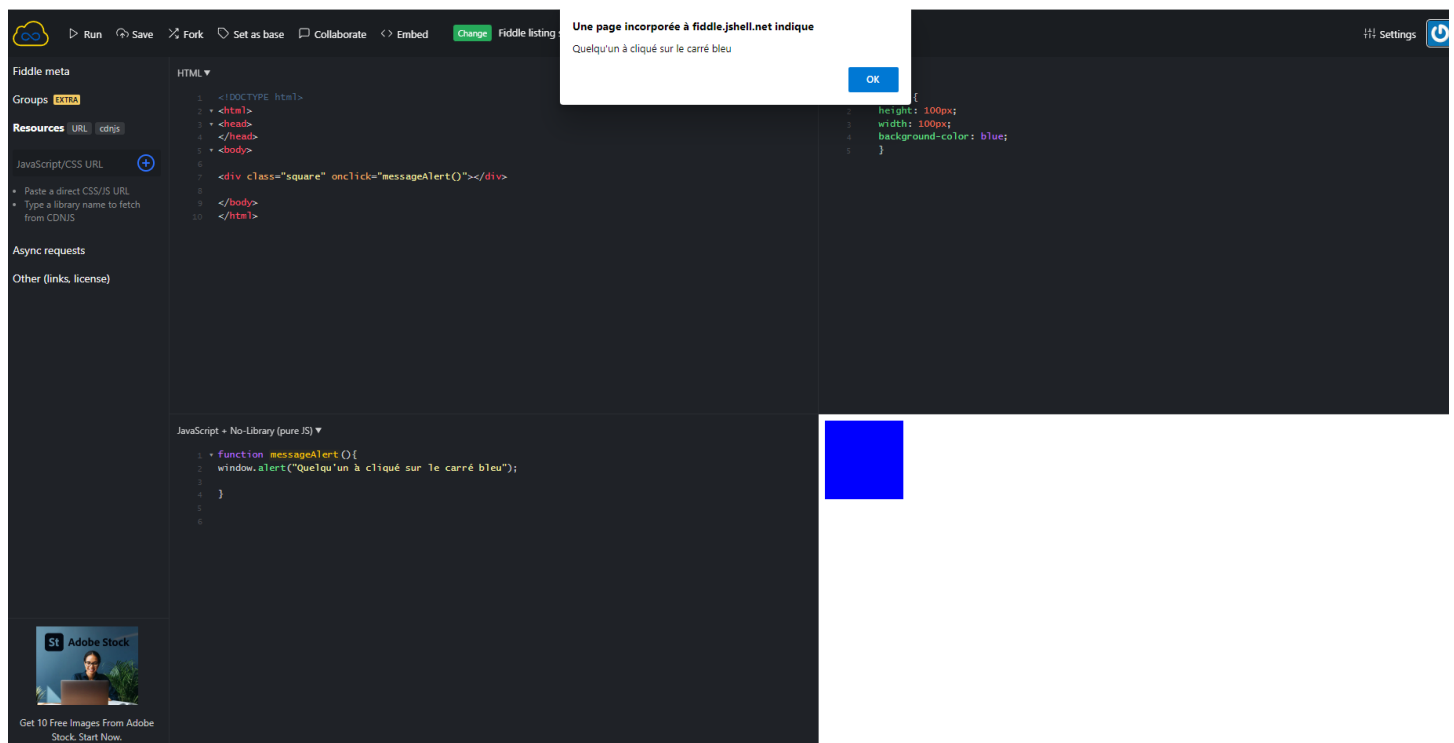 Run
Save
Fork
Set as base
Collaborate
Embed
Change
Fiddle listing
Settings
Une page incorporée à fiddle.jshell.net indique
Quelqu'un à cliqué sur le carré bleu
OK
Fiddle meta
Groups EXTRA
Resources URL cdnjs
JavaScript/CSS URL
Paste a direct CSS/JS URL
Type a library name to fetch
from CDNJS
Async requests
Other (links, license)
HTML ▼
1 <!DOCTYPE html>
2 <html>
3 <head>
4 </head>
5 <body>
6
7 <div class="square" onclick="messageAlert()"></div>
8
9 </body>
10 </html>
{
2 height: 100px;
3 width: 100px;
4 background-color: blue;
5 }
JavaScript + No-Library (pure JS) ▼
1 function messageAlert(){
2 window.alert("Quelqu'un à cliqué sur le carré bleu");
3
4 }
5
6
St Adobe Stock
Get 10 Free Images From Adobe
Stock. Start Now.